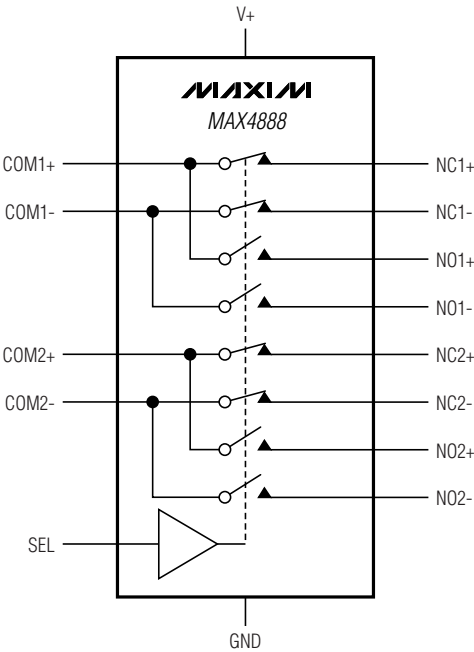 V+
MAXIM
MAX4888
COM1+
NC1+
COM1-
NC1-
NO1+
NO1-
COM2+
NC2+
COM2-
NC2-
NO2+
NO2-
SEL
GND